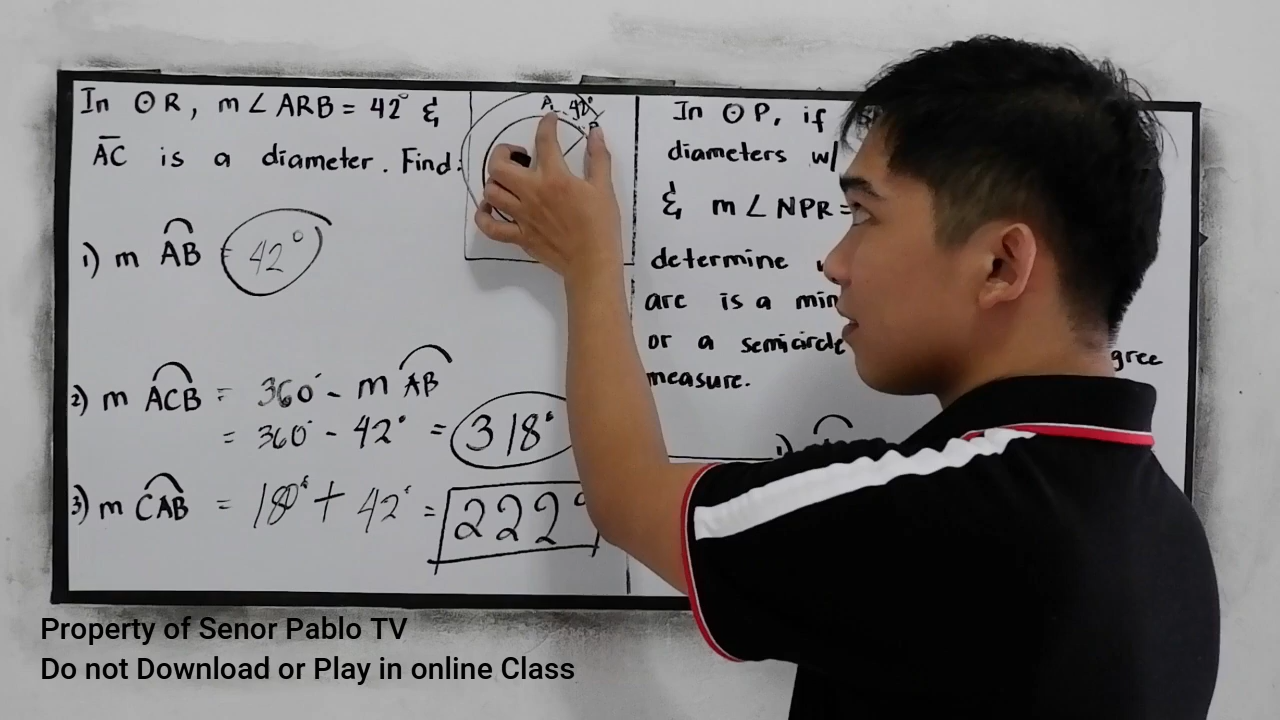 In ⊙R, m∠ARB = 42° &
AC is a diameter. Find:
1) m AB = 42°
2) m ACB = 360° - m AB
= 360° - 42° = 318°
3) m CAB = 180° + 42° = 222°
A 42°
B
In ⊙P, if
diameters w/
& m∠NPR=
determine
arc is a
or a semicircle
gree
measure.
1)
Property of Senor Pablo TV
Do not Download or Play in online Class